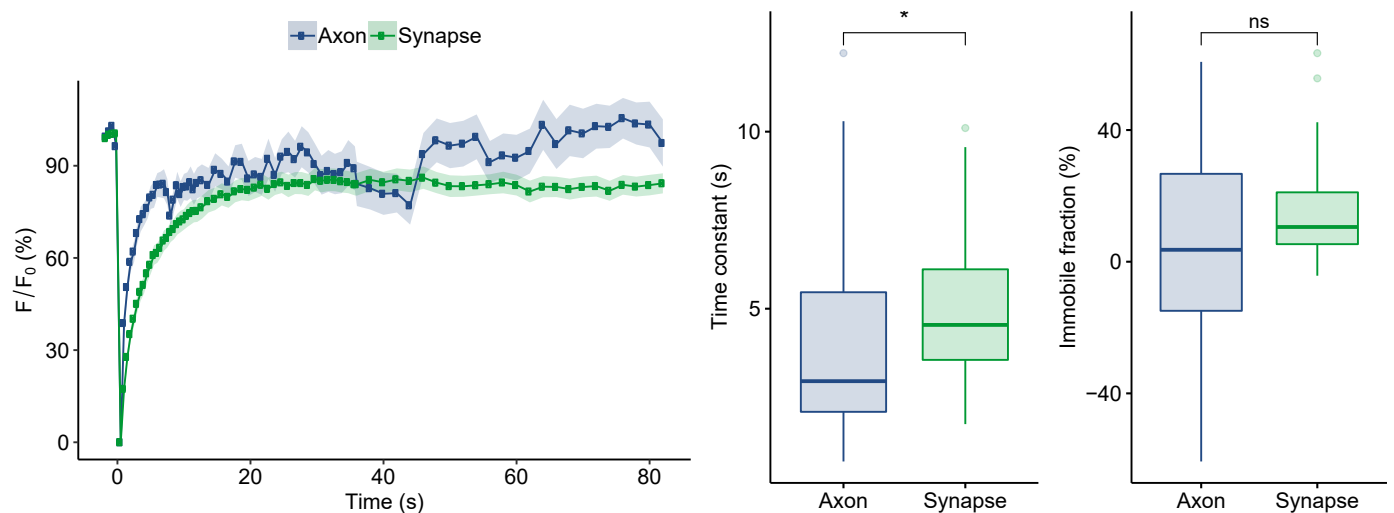 Axon Synapse
F/F₀ (%)
90
60
30
0
0 20 40 60 80
Time (s)
Time constant (s)
10
5
*
Axon Synapse
Immobile fraction (%)
40
0
−40
ns
Axon Synapse